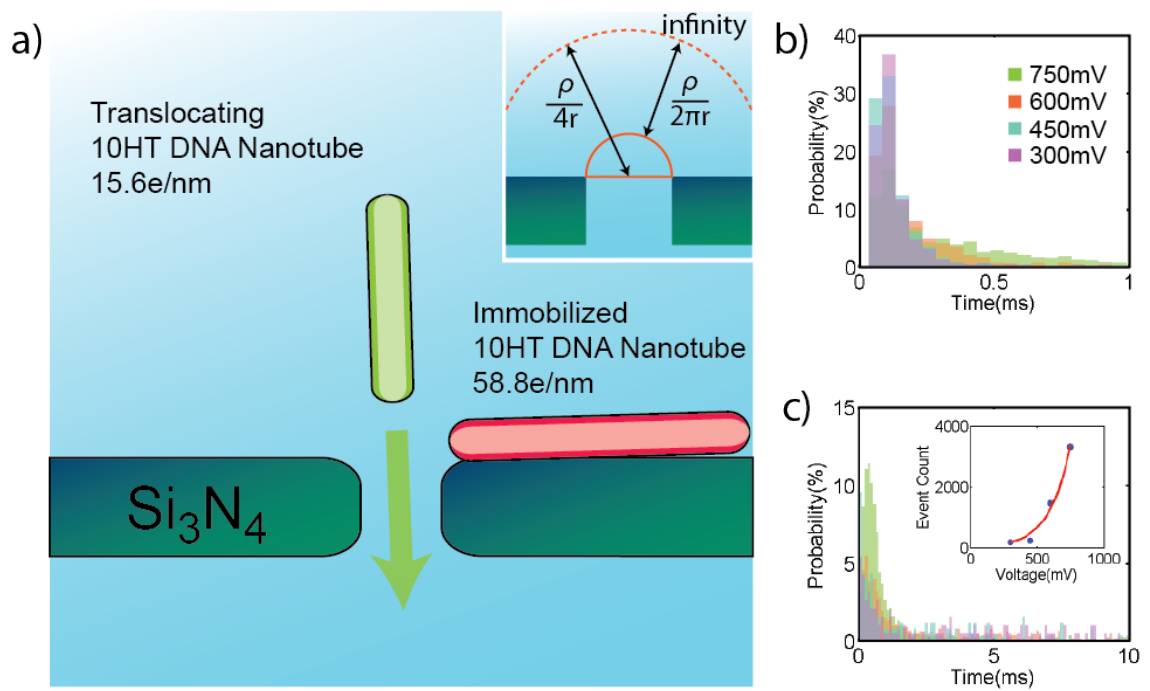 a)
infinity
ρ
4r
ρ
2πr
Translocating
10HT DNA Nanotube
15.6e/nm
Immobilized
10HT DNA Nanotube
58.8e/nm
Si₃N₄
b)
40
30
20
10
0
Probability(%)
750mV
600mV
450mV
300mV
0
0.5
1
Time(ms)
c)
15
10
5
0
Probability(%)
4000
2000
0
Event Count
0
500
1000
Voltage(mV)
0
5
10
Time(ms)